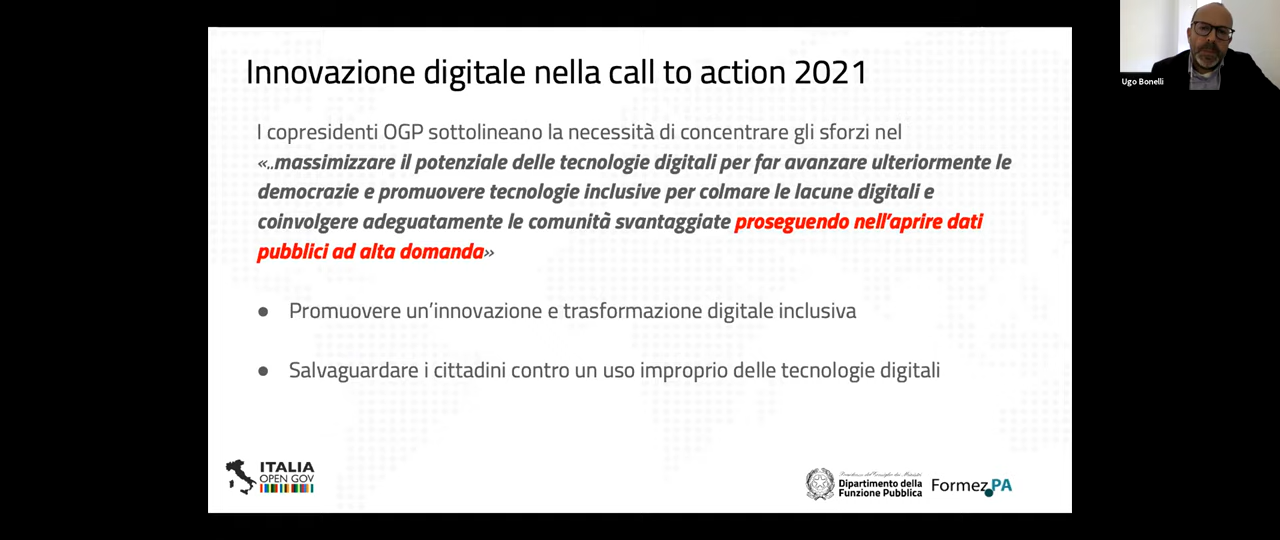 Innovazione digitale nella call to action 2021
I copresidenti OGP sottolineano la necessità di concentrare gli sforzi nel
«..massimizzare il potenziale delle tecnologie digitali per far avanzare ulteriormente le
democrazie e promuovere tecnologie inclusive per colmare le lacune digitali e
coinvolgere adeguatamente le comunità svantaggiate proseguendo nell’aprire dati
pubblici ad alta domanda»
● Promuovere un’innovazione e trasformazione digitale inclusiva
● Salvaguardare i cittadini contro un uso improprio delle tecnologie digitali
ITALIA
OPEN GOV
Presidenza del Consiglio dei Ministri
Dipartimento della
Funzione Pubblica
Formez PA
Ugo Bonelli